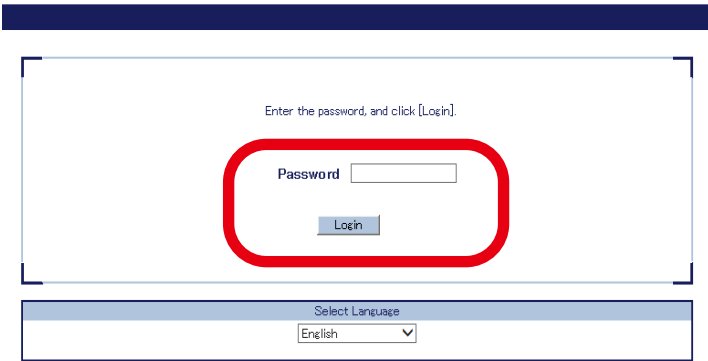 Enter the password, and click [Login].
Password
Login
Select Language
English